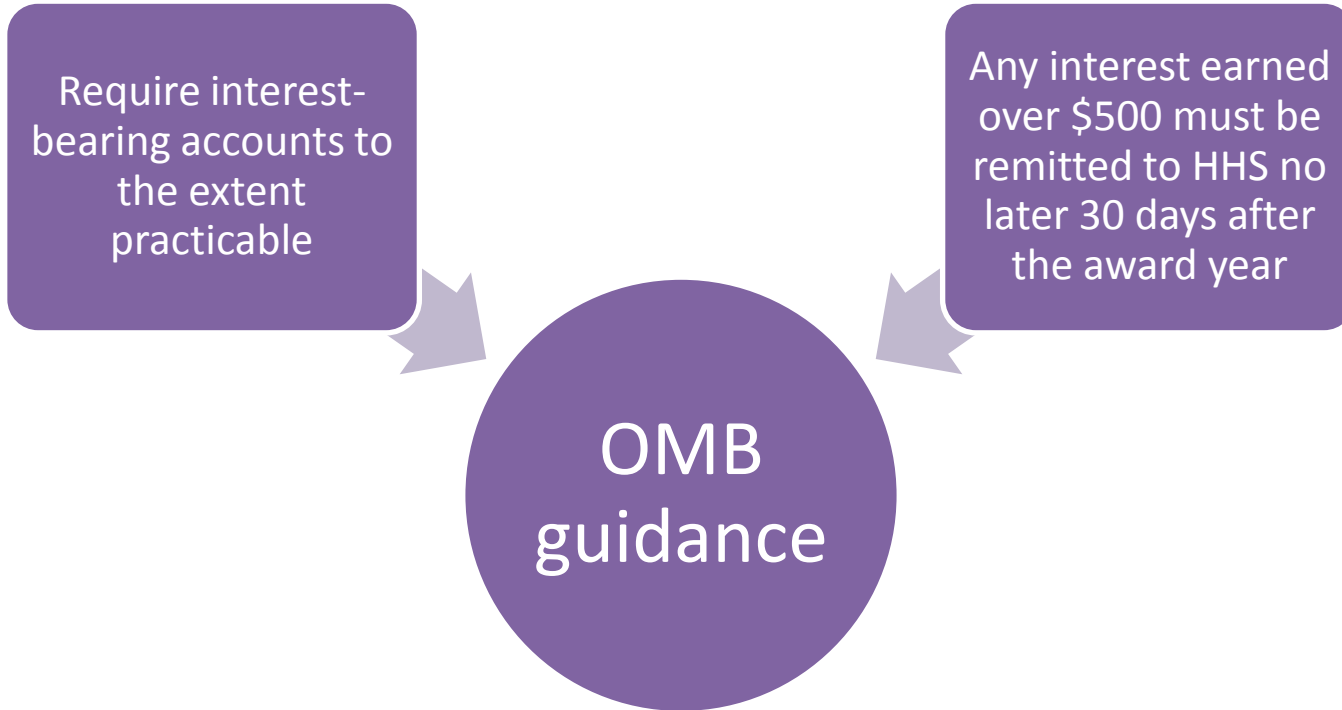 Require interest-
bearing accounts to
the extent
practicable
Any interest earned
over $500 must be
remitted to HHS no
later 30 days after
the award year
OMB
guidance